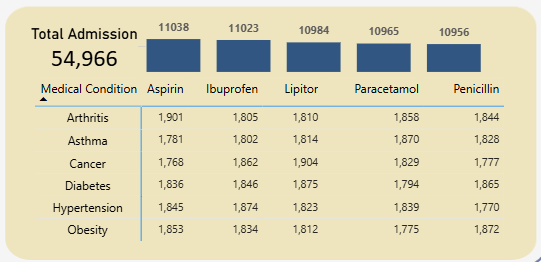 Total Admission
54,966
11038 11023 10984 10965 10956
Medical Condition Aspirin Ibuprofen Lipitor Paracetamol Penicillin
Arthritis 1,901 1,805 1,810 1,858 1,844
Asthma 1,781 1,802 1,814 1,870 1,828
Cancer 1,768 1,862 1,904 1,829 1,777
Diabetes 1,836 1,846 1,875 1,794 1,865
Hypertension 1,845 1,874 1,823 1,839 1,770
Obesity 1,853 1,834 1,812 1,775 1,872